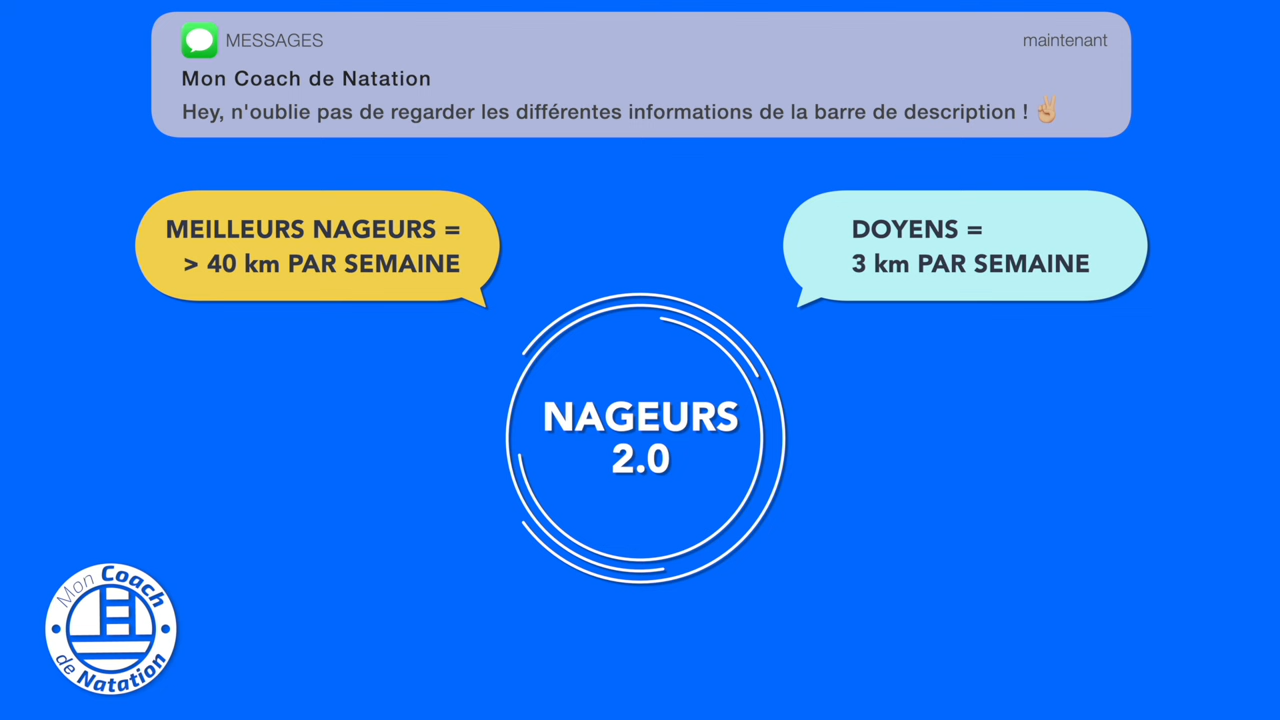 MESSAGES
maintenant
Mon Coach de Natation
Hey, n'oublie pas de regarder les différentes informations de la barre de description ! ✌🏼
MEILLEURS NAGEURS =
> 40 km PAR SEMAINE
DOYENS =
3 km PAR SEMAINE
NAGEURS
2.0
Mon Coach
de Natation